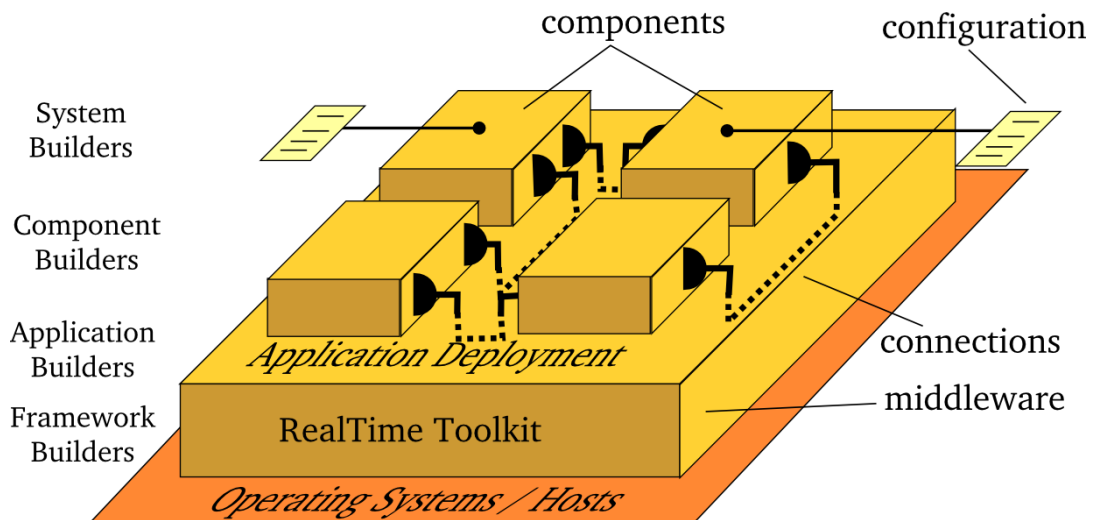 components
configuration
System
Builders
Component
Builders
Application
Builders
connections
Application Deployment
middleware
Framework
Builders
RealTime Toolkit
Operating Systems / Hosts